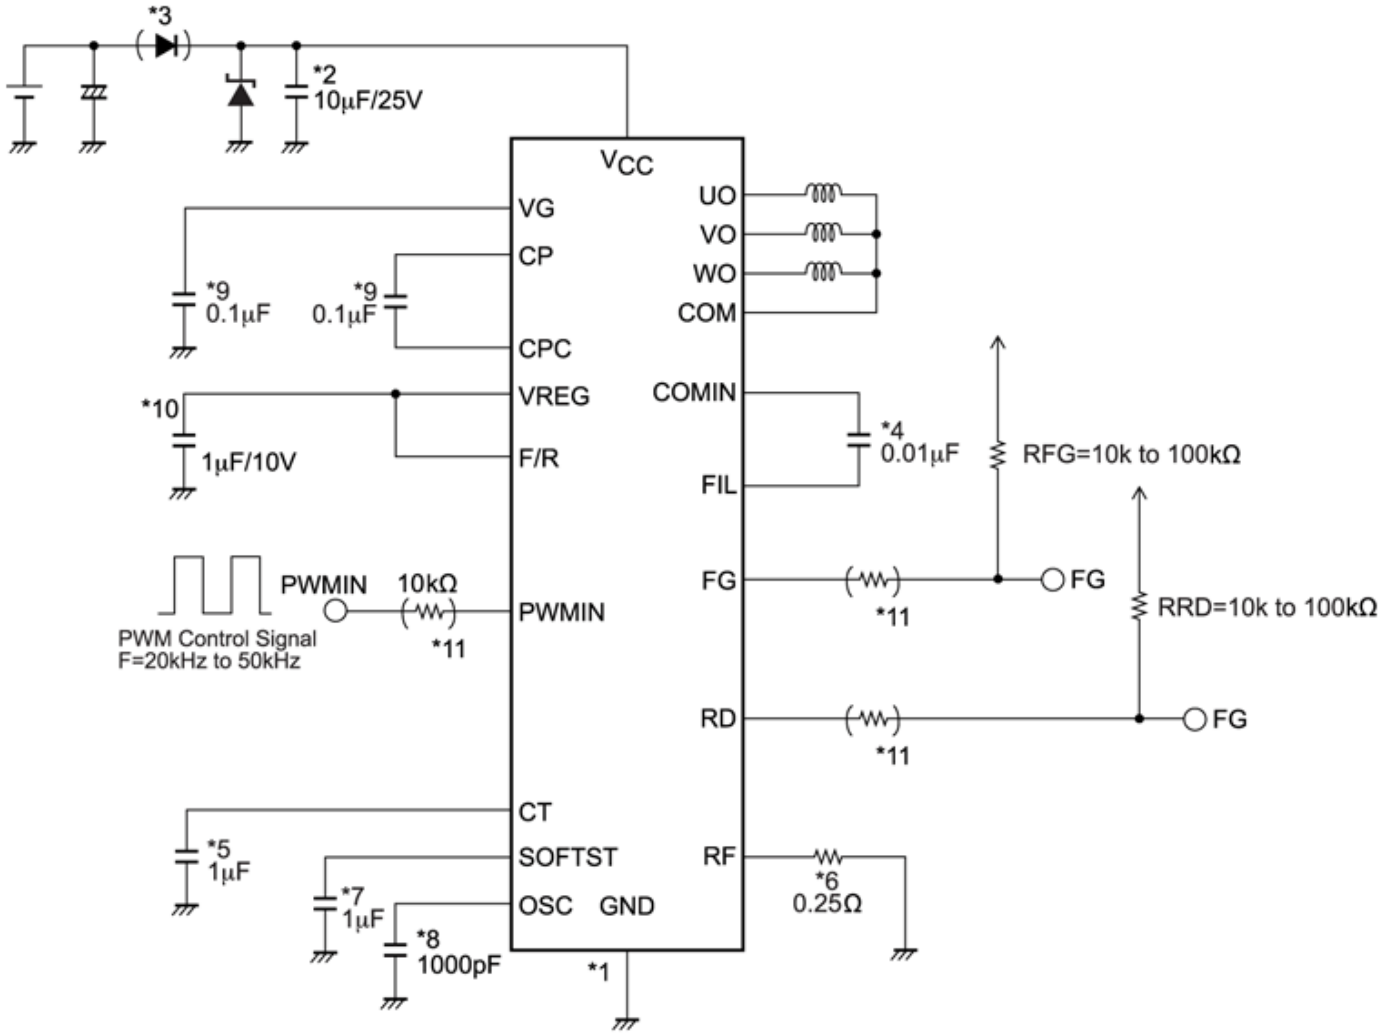 *3
*2
10µF/25V
VCC
UO
VG
VO
CP
WO
*9
0.1µF
*9
0.1µF
COM
CPC
VREG
COMIN
*10
*4
0.01µF
1µF/10V
F/R
RFG=10k to 100kΩ
FIL
PWMIN
10kΩ
FG
FG
PWMIN
*11
*11
RRD=10k to 100kΩ
PWM Control Signal
F=20kHz to 50kHz
RD
FG
*11
CT
*5
1µF
SOFTST
RF
*6
0.25Ω
*7
1µF
OSC
GND
*8
1000pF
*1